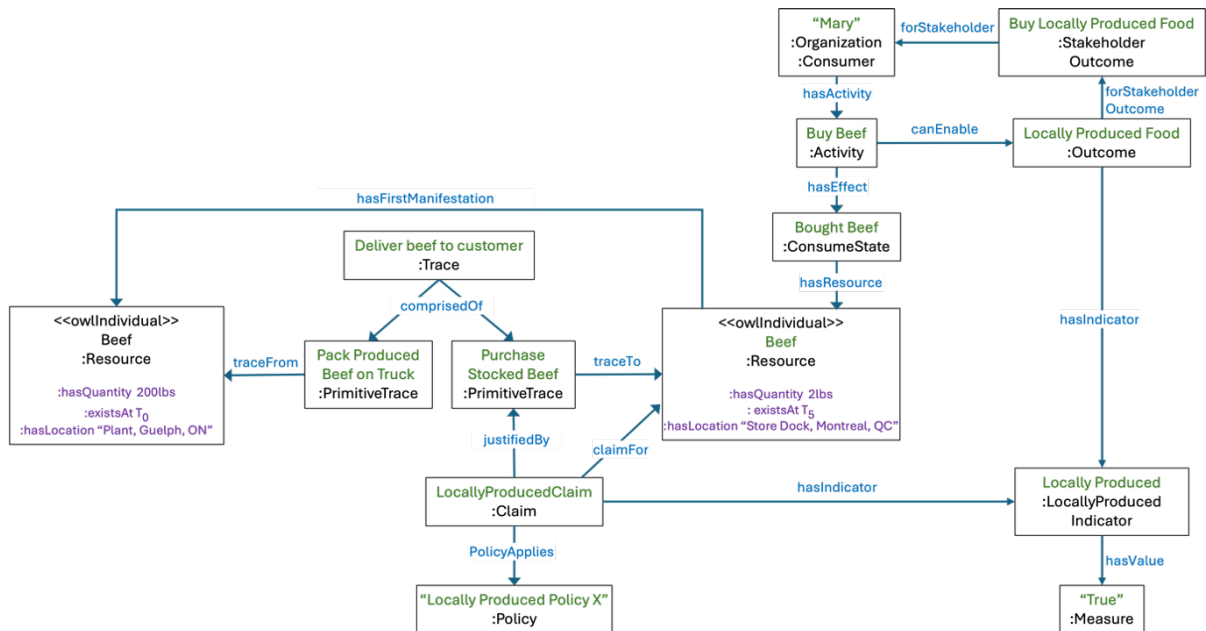 “Mary”
:Organization
:Consumer
forStakeholder
Buy Locally Produced Food
:Stakeholder
Outcome
hasActivity
forStakeholder
Outcome
Buy Beef
:Activity
canEnable
Locally Produced Food
:Outcome
hasEffect
hasFirstManifestation
Bought Beef
:ConsumeState
Deliver beef to customer
:Trace
hasResource
comprisedOf
<<owlIndividual>>
Beef
:Resource
:hasQuantity 200lbs
:existsAt T0
:hasLocation “Plant, Guelph, ON”
traceFrom
Pack Produced
Beef on Truck
:PrimitiveTrace
Purchase
Stocked Beef
:PrimitiveTrace
traceTo
<<owlIndividual>>
Beef
:Resource
:hasQuantity 2lbs
: existsAt T5
:hasLocation “Store Dock, Montreal, QC”
hasIndicator
justifiedBy
claimFor
LocallyProducedClaim
:Claim
hasIndicator
Locally Produced
:LocallyProduced
Indicator
PolicyApplies
hasValue
“Locally Produced Policy X”
:Policy
“True”
:Measure